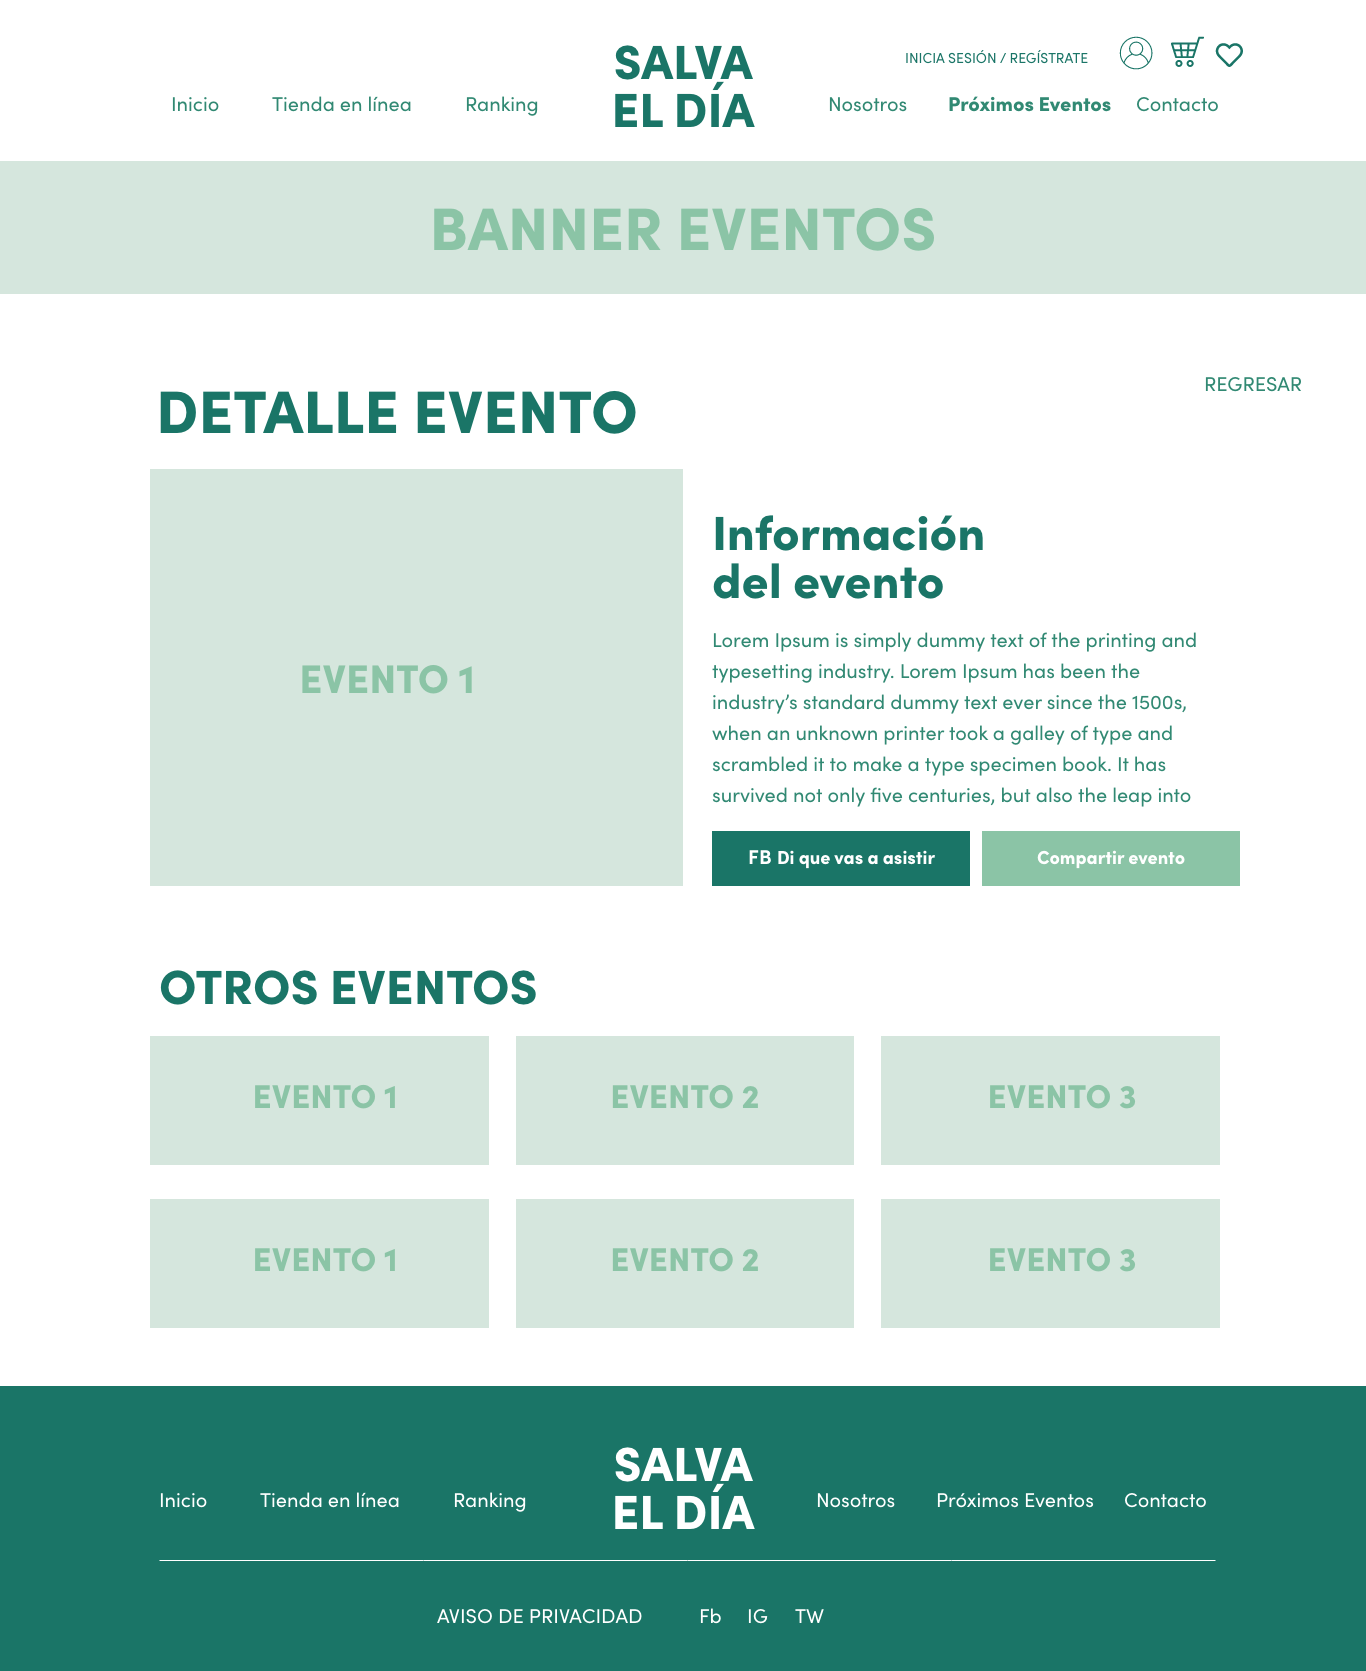 INICIA SESIÓN / REGÍSTRATE
SALVA
EL DÍA
Inicio
Tienda en línea
Ranking
Nosotros
Próximos Eventos
Contacto
BANNER EVENTOS
REGRESAR
DETALLE EVENTO
EVENTO 1
Información
del evento
Lorem Ipsum is simply dummy text of the printing and
typesetting industry. Lorem Ipsum has been the
industry’s standard dummy text ever since the 1500s,
when an unknown printer took a galley of type and
scrambled it to make a type specimen book. It has
survived not only five centuries, but also the leap into
FB Di que vas a asistir
Compartir evento
OTROS EVENTOS
EVENTO 1
EVENTO 2
EVENTO 3
EVENTO 1
EVENTO 2
EVENTO 3
SALVA
EL DÍA
Inicio
Tienda en línea
Ranking
Nosotros
Próximos Eventos
Contacto
AVISO DE PRIVACIDAD
Fb
IG
TW